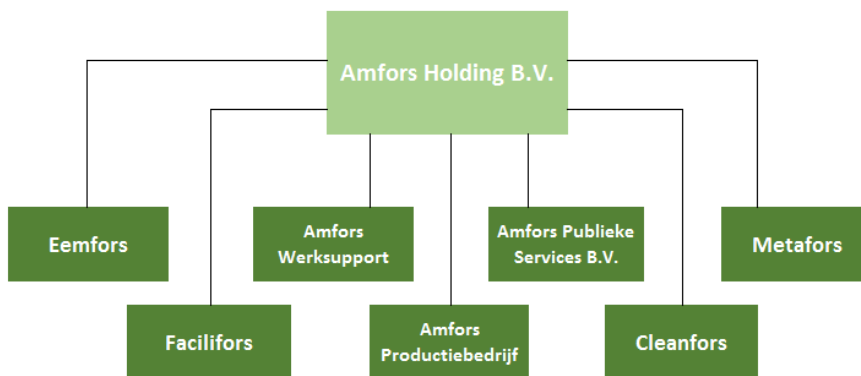 Amfors Holding B.V.
Eemfors
Amfors
Werksupport
Amfors Publieke
Services B.V.
Metafors
Facilifors
Amfors
Productiebedrijf
Cleanfors